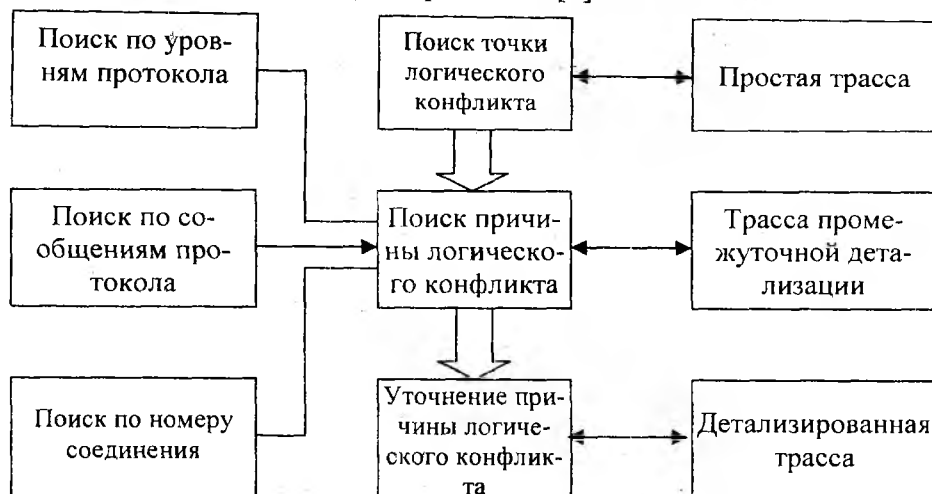 Поиск по уров-
ням протокола
Поиск точки
логического
конфликта
Простая трасса
Поиск по со-
общениям про-
токола
Поиск причи-
ны логическо-
го конфликта
Трасса проме-
жуточной дета-
лизации
Поиск по номеру
соединения
Уточнение при-
чины логиче-
ского конфлик-
та
Детализированная
трасса